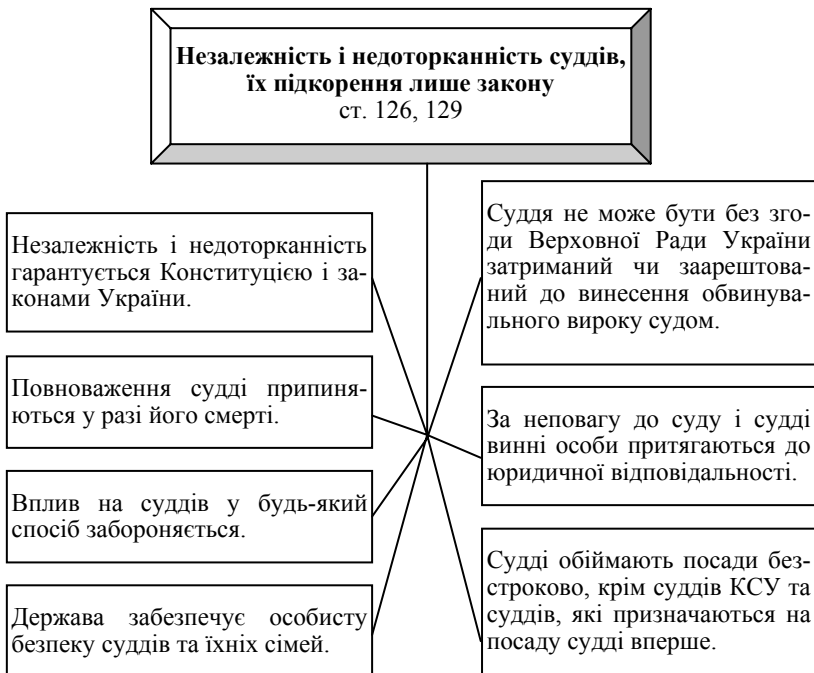 Незалежність і недоторканність суддів,
їх підкорення лише закону
ст. 126, 129
Незалежність і недоторканність
гарантується Конституцією і за-
конами України.
Повноваження судді припиня-
ються у разі його смерті.
Вплив на суддів у будь-який
спосіб забороняється.
Держава забезпечує особисту
безпеку суддів та їхніх сімей.
Суддя не може бути без зго-
ди Верховної Ради України
затриманий чи заарештова-
ний до винесення обвинува-
льного вироку судом.
За неповагу до суду і судді
винні особи притягаються до
юридичної відповідальності.
Судді обіймають посади без-
строково, крім суддів КСУ та
суддів, які призначаються на
посаду судді вперше.